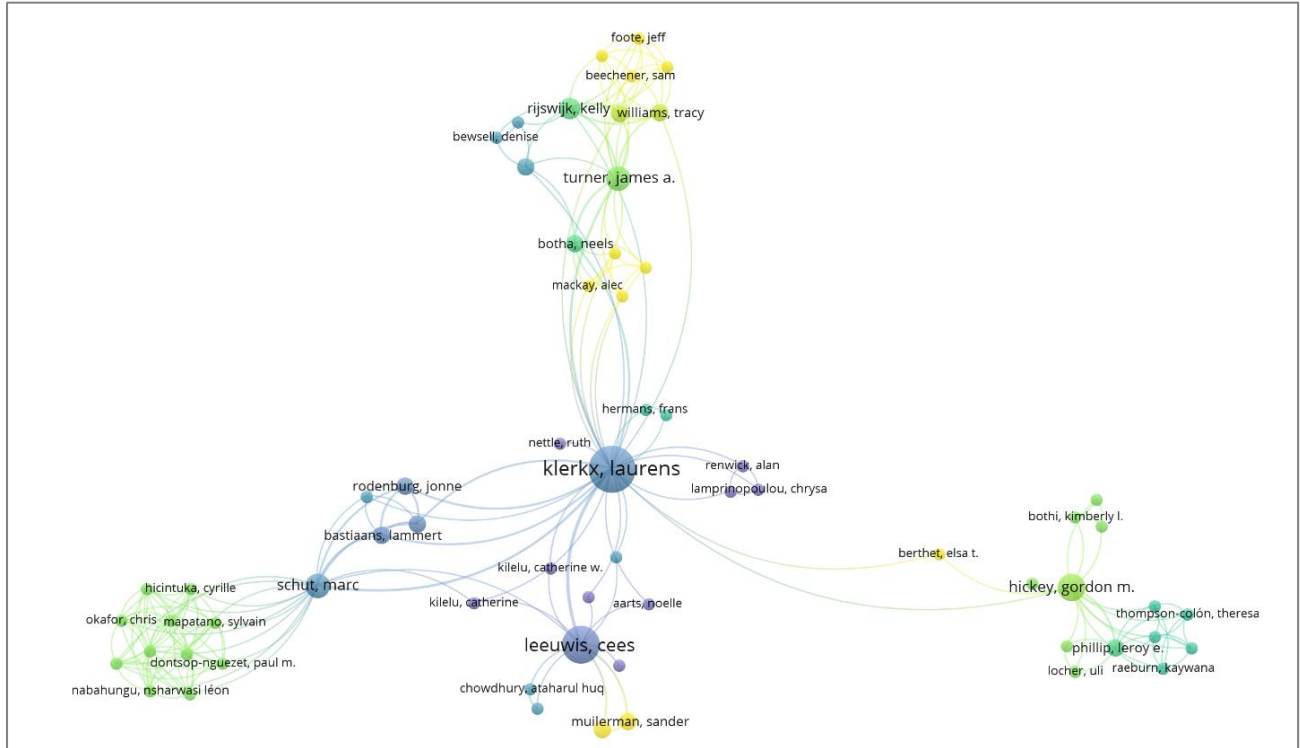 foote, jeff
beechener, sam
rijswijk, kelly
williams, tracy
bewsell, denise
turner, james a.
botha, neels
mackay, alec
hermans, frans
nettle, ruth
klerkx, laurens
renwick, alan
lamprinopoulou, chrysa
rodenburg, jonne
bastiaans, lammert
bothi, kimberly l.
berthet, elsa t.
kilelu, catherine w.
schut, marc
hickey, gordon m.
hicintuka, cyrille
kilelu, catherine
aarts, noelle
thompson-colón, theresa
okafor, chris
mapatano, sylvain
leeuwis, cees
phillip, leroy e.
dontsop-nguezet, paul m.
locher, uli
raeburn, kaywana
nabahungu, nsharwasi léon
chowdhury, ataharul huq
muilerman, sander